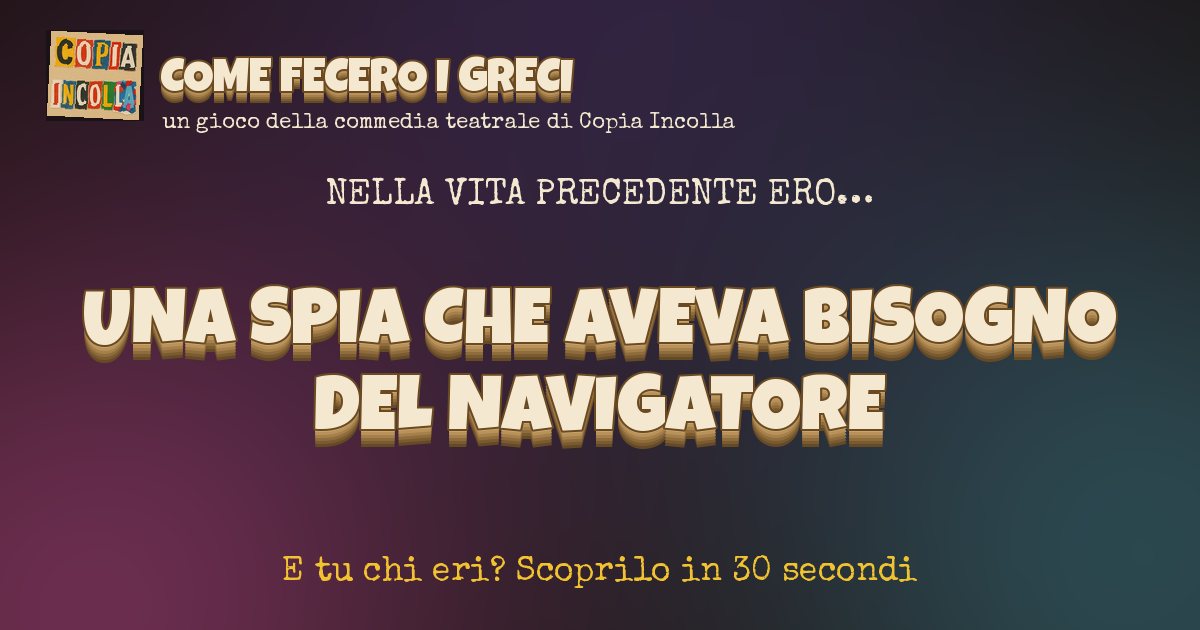 COPIA
INCOLLA
COME FECERO I GRECI
un gioco della commedia teatrale di Copia Incolla
NELLA VITA PRECEDENTE ERO...
UNA SPIA CHE AVEVA BISOGNO
DEL NAVIGATORE
E tu chi eri? Scoprilo in 30 secondi